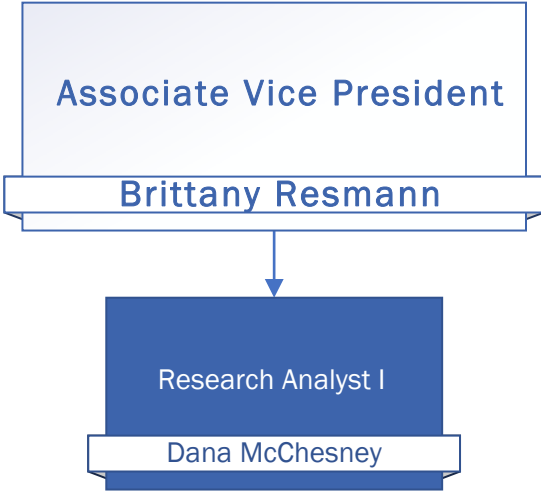 Associate Vice President
Brittany Resmann
Research Analyst I
Dana McChesney